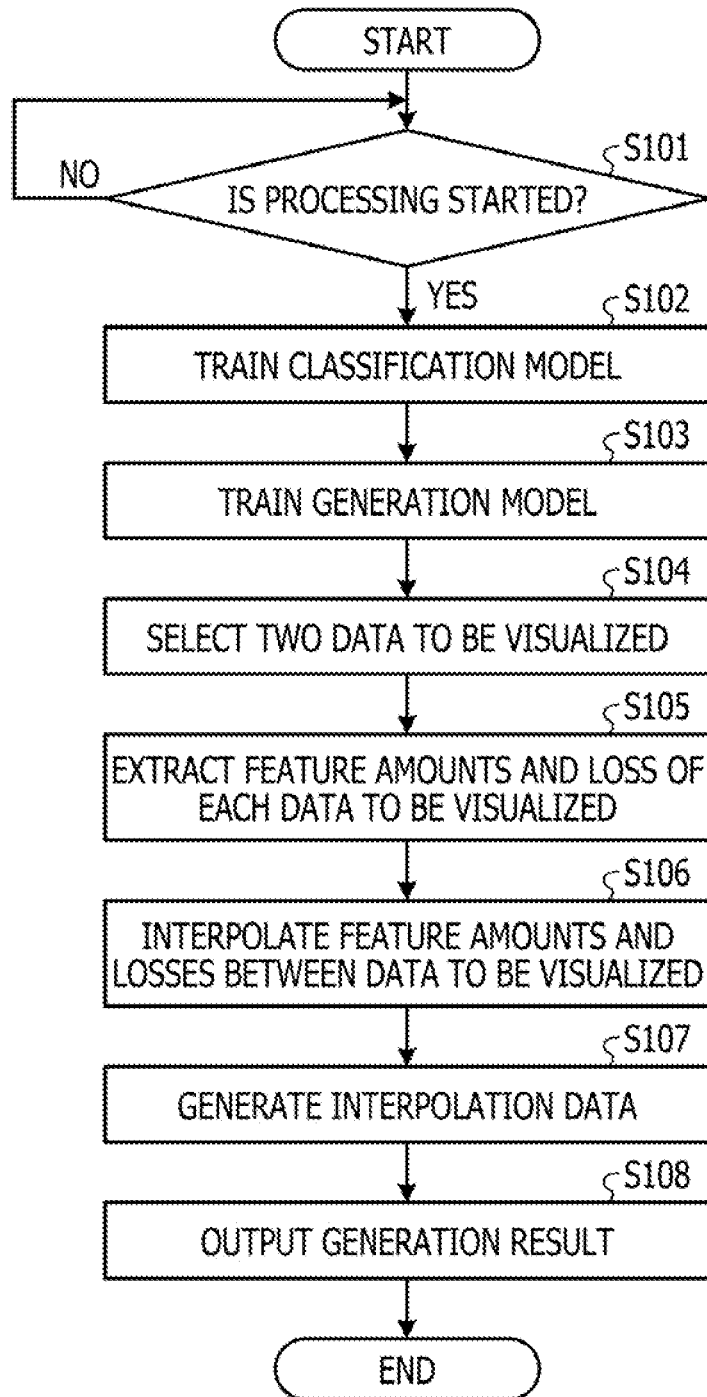 START
S101
NO
IS PROCESSING STARTED?
YES
S102
TRAIN CLASSIFICATION MODEL
S103
TRAIN GENERATION MODEL
S104
SELECT TWO DATA TO BE VISUALIZED
S105
EXTRACT FEATURE AMOUNTS AND LOSS OF
EACH DATA TO BE VISUALIZED
S106
INTERPOLATE FEATURE AMOUNTS AND
LOSSES BETWEEN DATA TO BE VISUALIZED
S107
GENERATE INTERPOLATION DATA
S108
OUTPUT GENERATION RESULT
END